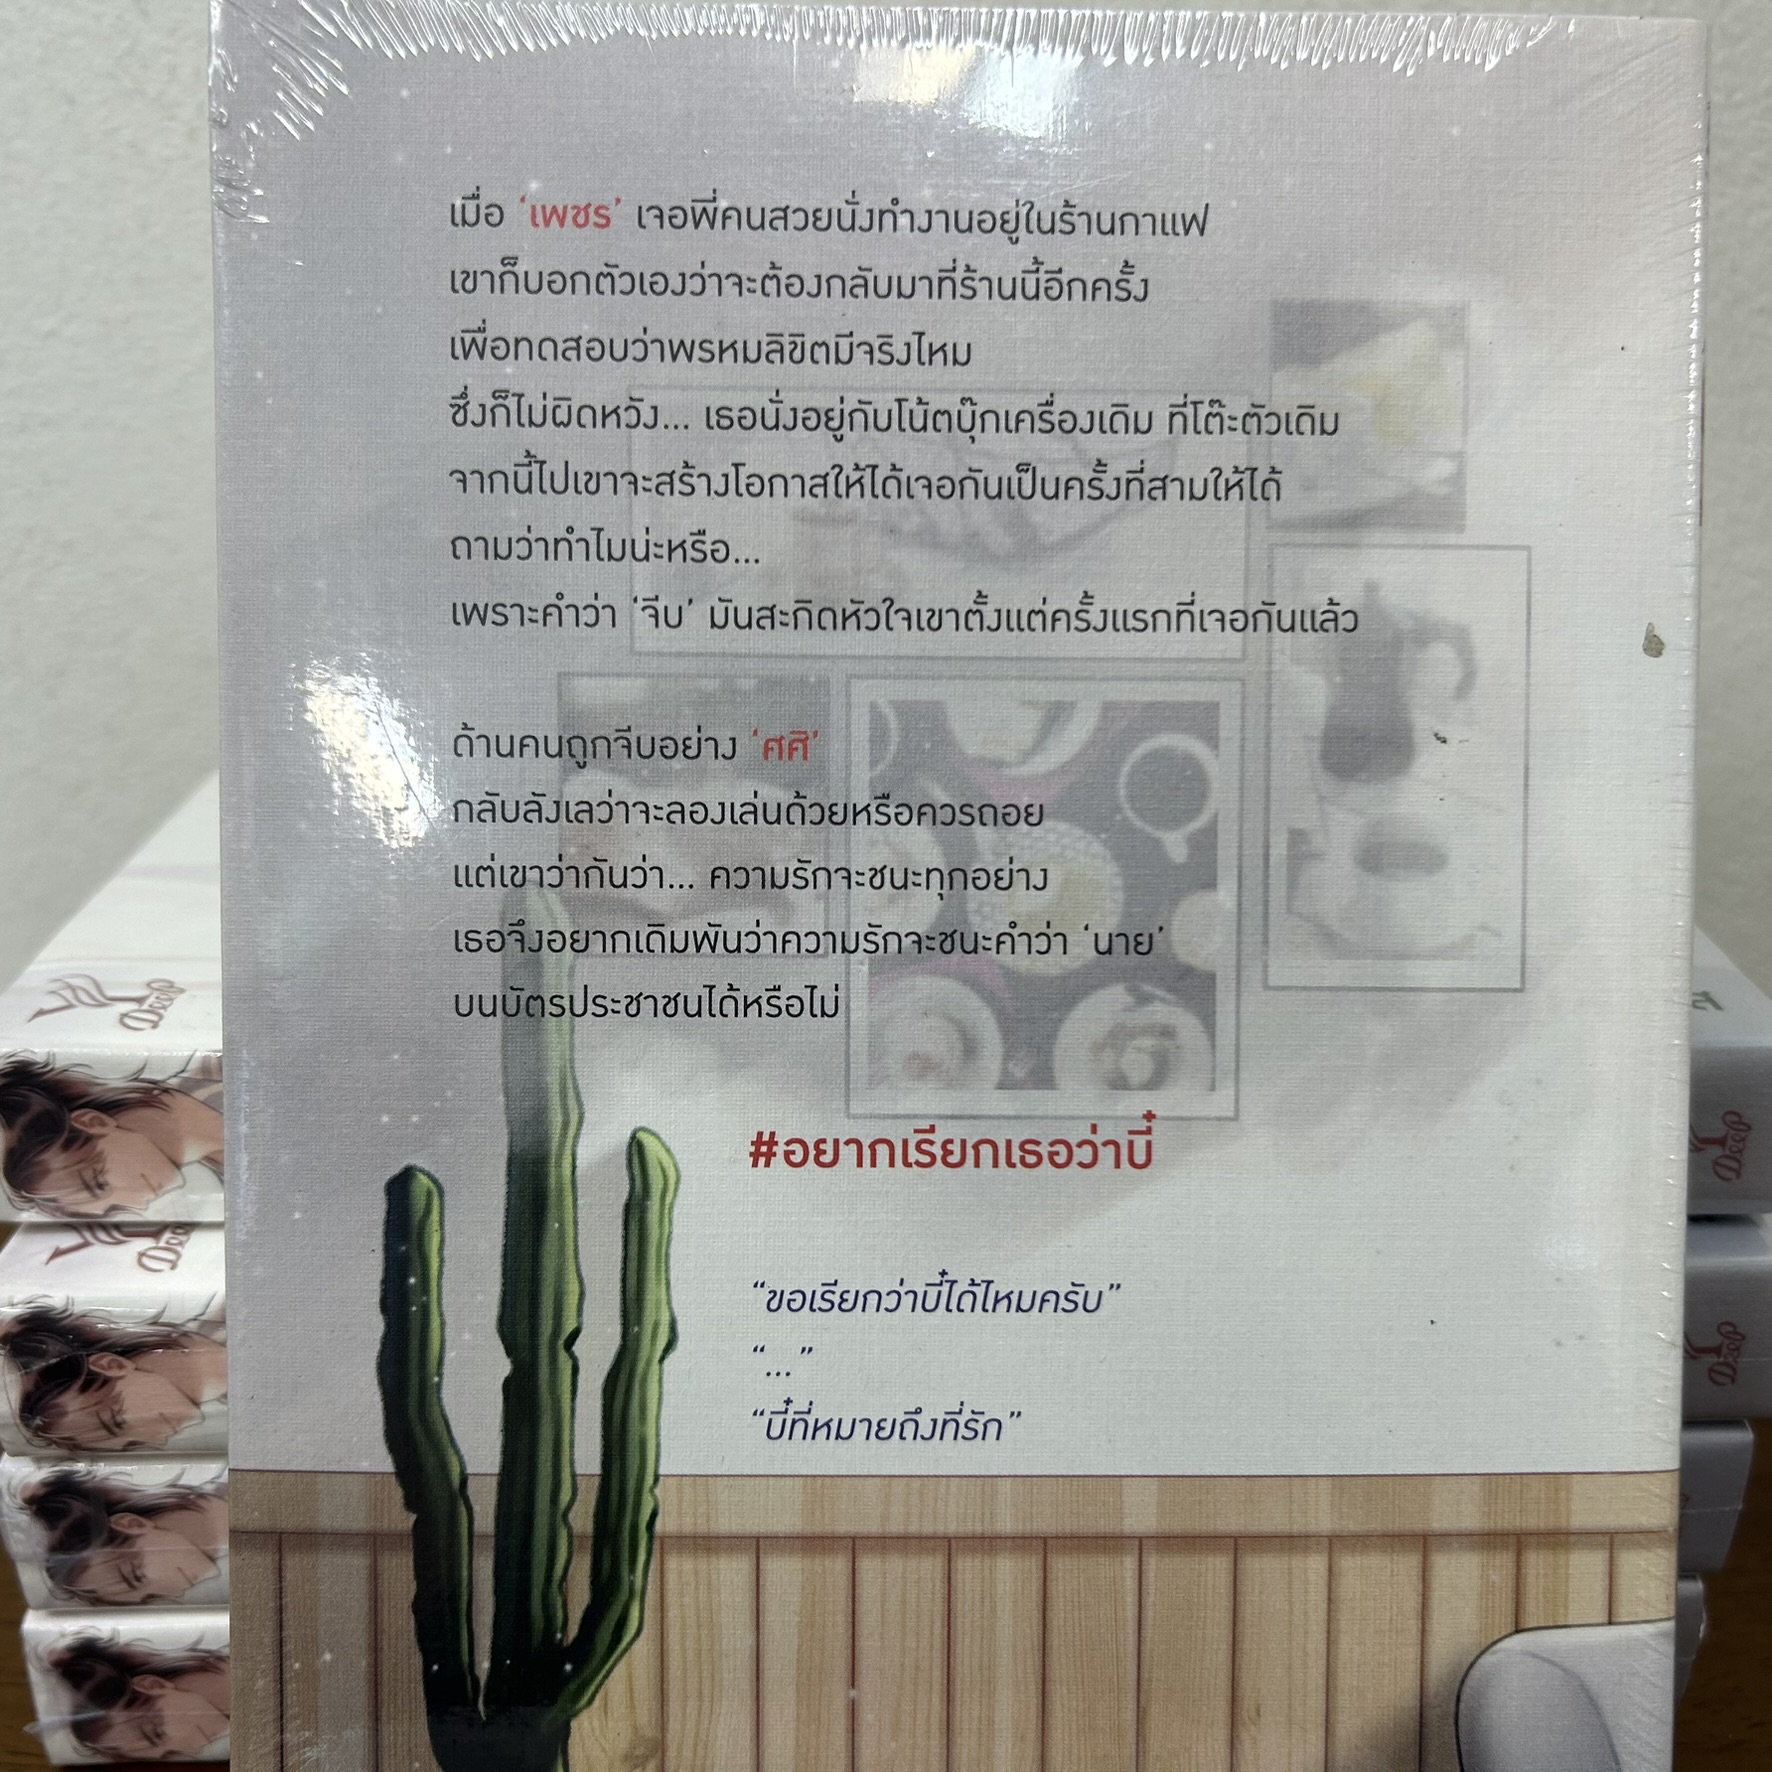 เมื่อ ‘เพชร’ เจอพี่คนสวยนั่งทำงานอยู่ในร้านกาแฟ
เขาก็บอกตัวเองว่าจะต้องกลับมาที่ร้านนี้อีกครั้ง
เพื่อทดสอบว่าพรหมลิขิตมีจริงไหม
ซึ่งก็ไม่ผิดหวัง... เธอนั่งอยู่กับโน้ตบุ๊กเครื่องเดิม ที่โต๊ะตัวเดิม
จากนี้ไปเขาจะสร้างโอกาสให้ได้เจอกันเป็นครั้งที่สามให้ได้
ถามว่าทำไมน่ะหรือ...
เพราะคำว่า ‘จีบ’ มันสะกิดหัวใจเขาตั้งแต่ครั้งแรกที่เจอกันแล้ว
ด้านคนถูกจีบอย่าง ‘ศศิ’
กลับลังเลว่าจะลองเล่นด้วยหรือควรถอย
แต่เขาว่ากันว่า... ความรักจะชนะทุกอย่าง
เธอจึงอยากเดิมพันว่าความรักจะชนะคำว่า ‘นาย’
บนบัตรประชาชนได้หรือไม่
#อยากเรียกเธอว่าบี๋
“ขอเรียกว่าบี๋ได้ไหมครับ”
“...”
“บี๋ที่หมายถึงที่รัก”
Deep
Deep
Deep
Deep